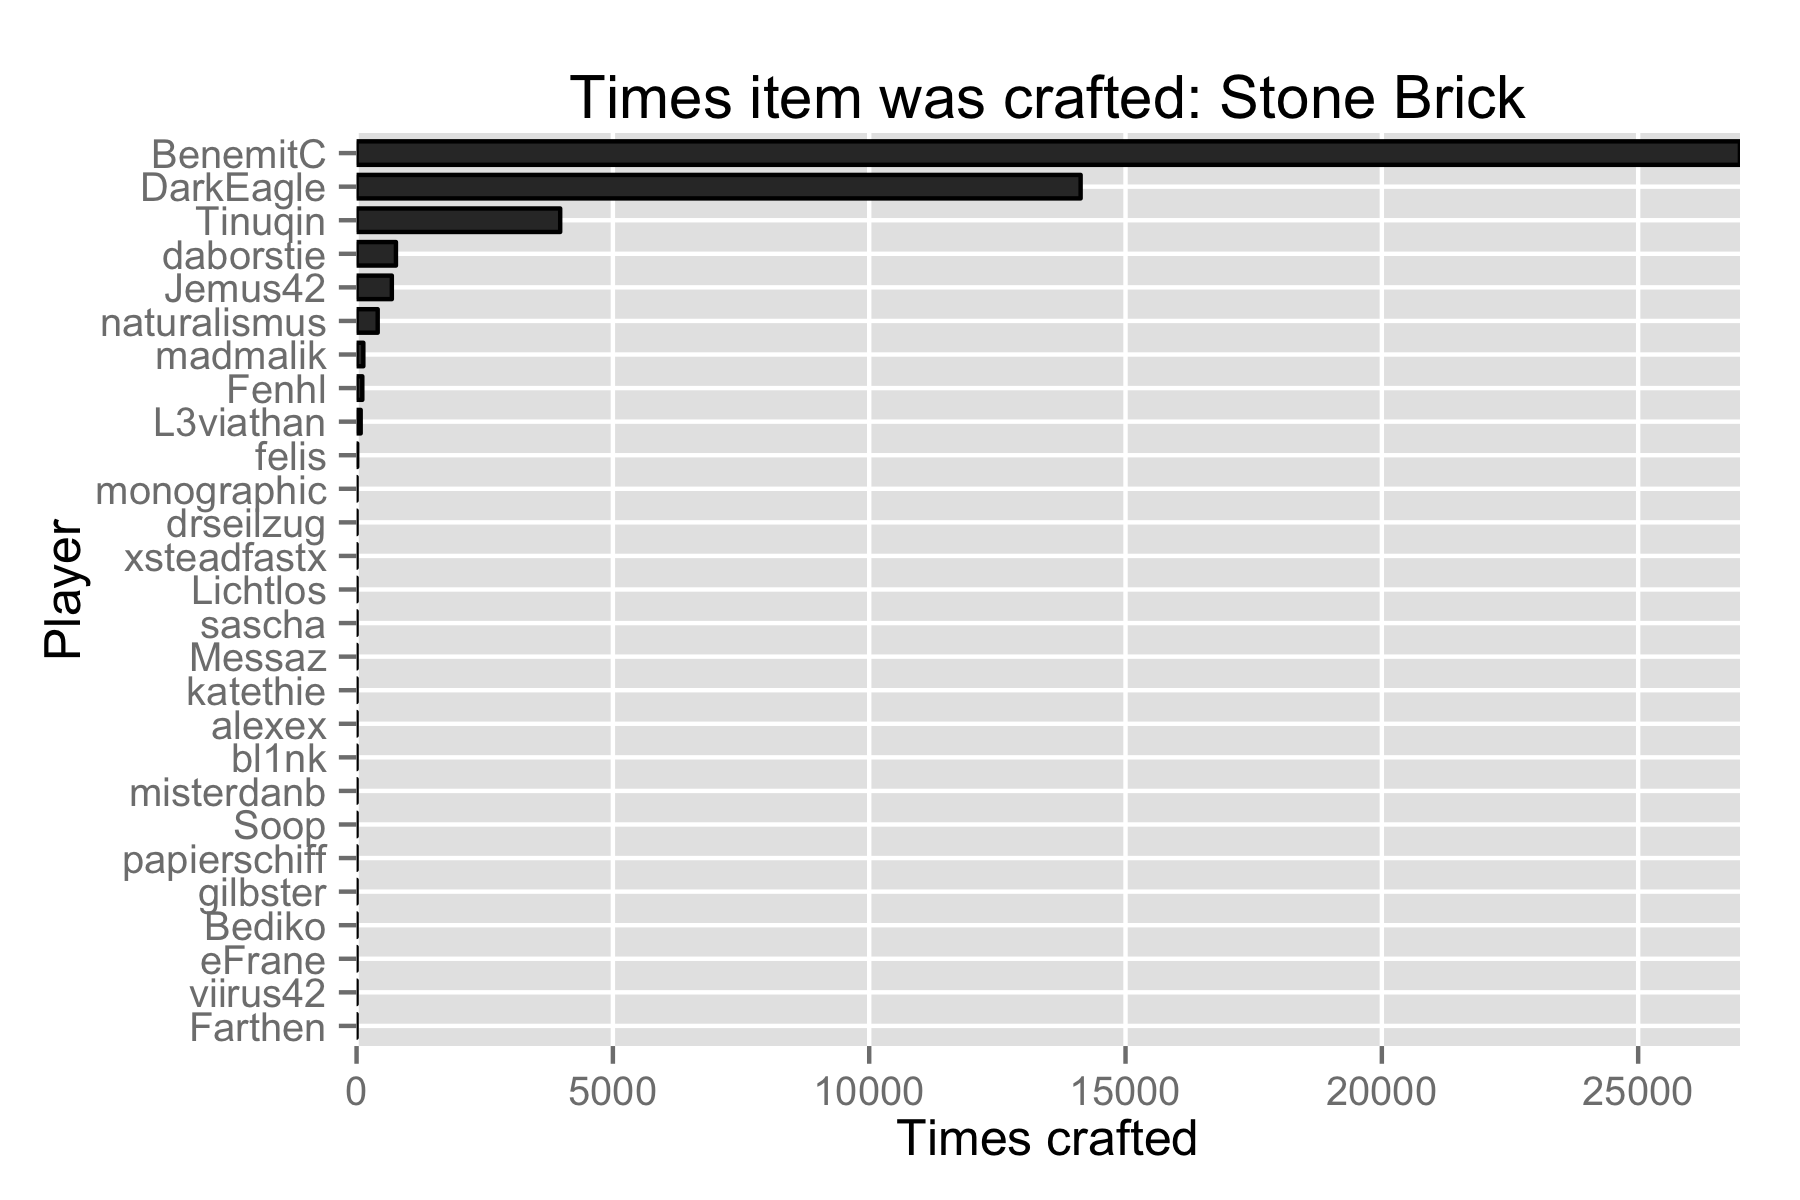 Times item was crafted: Stone Brick
BenemitC
DarkEagle
Tinuqin
daborstie
Jemus42
naturalismus
madmalik
Fenhl
L3viathan
felis
monographic
drseilzug
xsteadfastx
Lichtlos
sascha
Messaz
katethie
alexex
bl1nk
misterdanb
Soop
papierschiff
gilbster
Bediko
eFrane
viirus42
Farthen
Player
0 5000 10000 15000 20000 25000
Times crafted